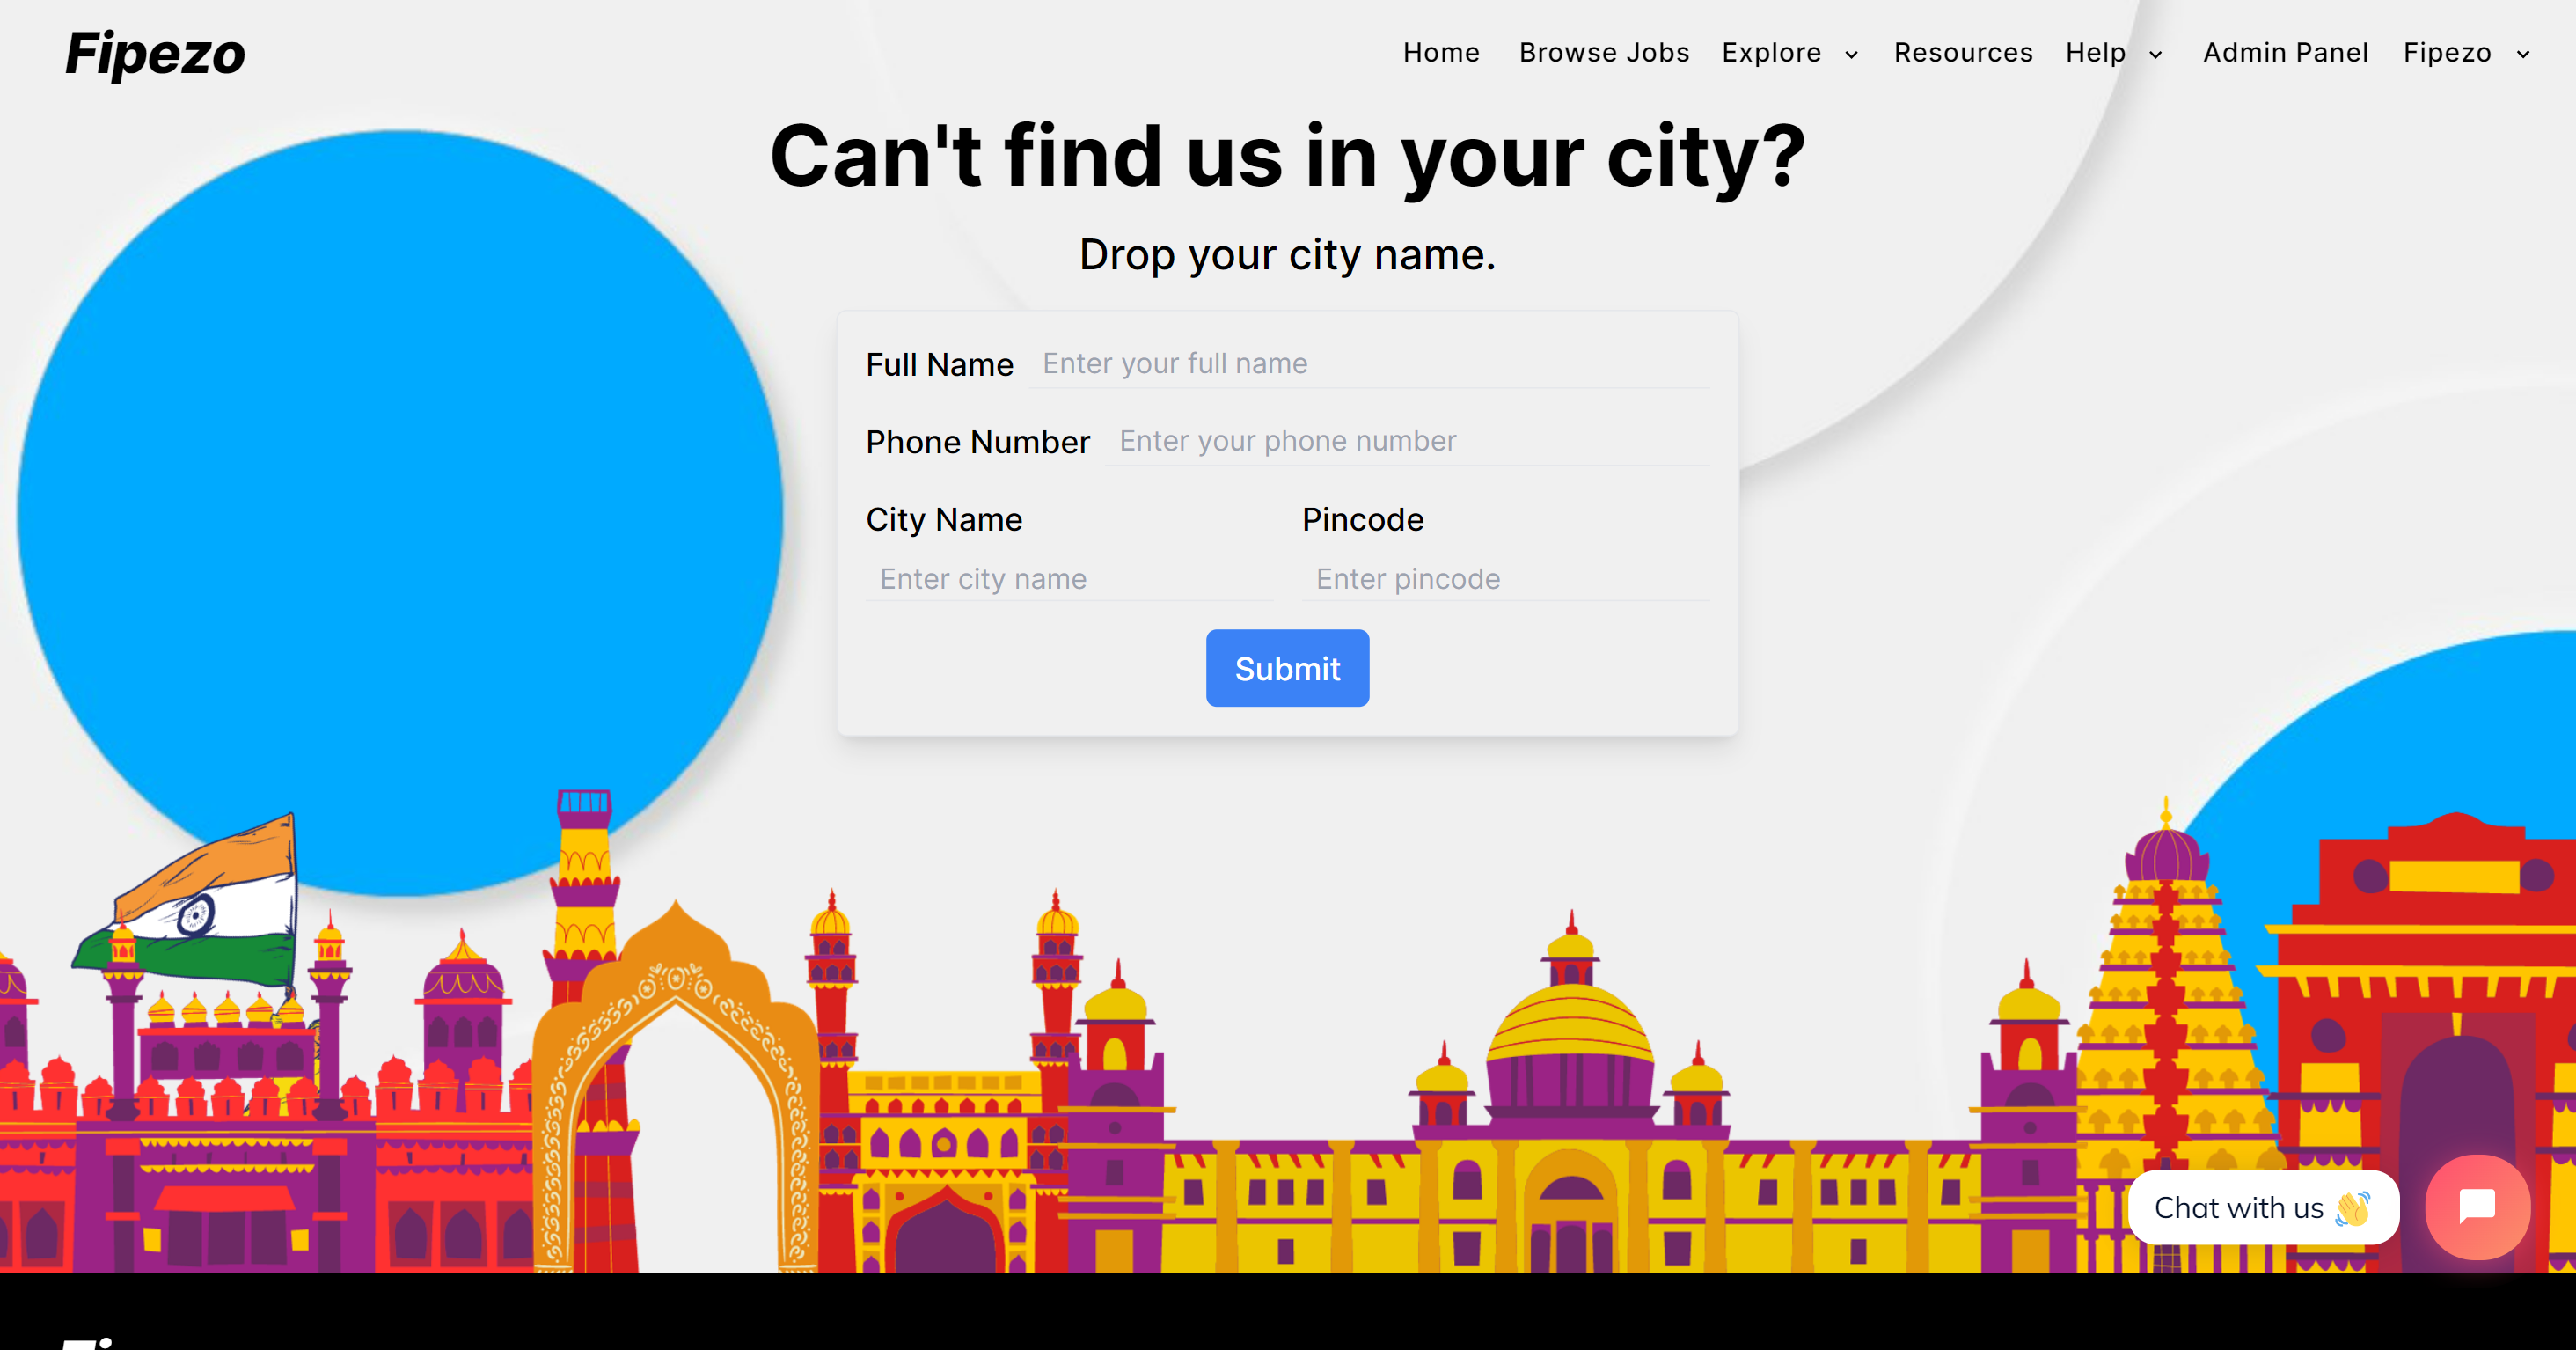 Fipezo
Home Browse Jobs Explore Resources Help Admin Panel Fipezo
Can't find us in your city?
Drop your city name.
Full Name Enter your full name
Phone Number Enter your phone number
City Name Pincode
Enter city name Enter pincode
Submit
Chat with us